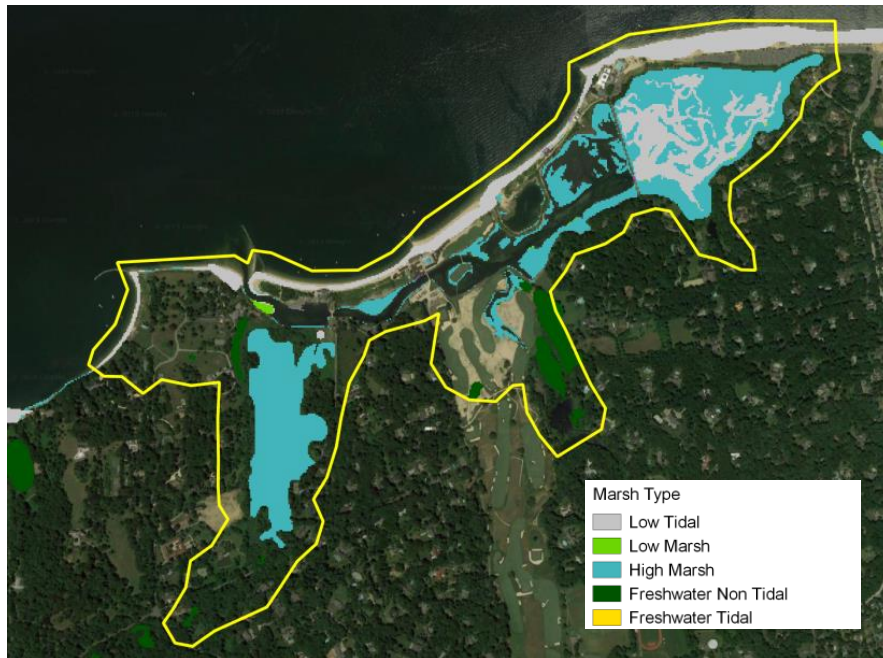 Marsh Type
Low Tidal
Low Marsh
High Marsh
Freshwater Non Tidal
Freshwater Tidal